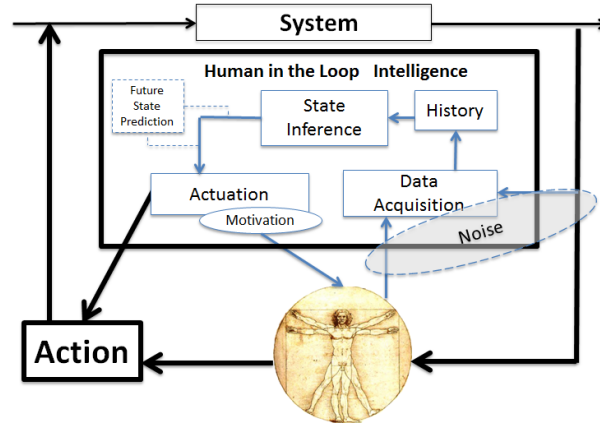 System
Human in the Loop Intelligence
Future
State
Prediction
State
Inference
History
Actuation
Motivation
Data
Acquisition
Noise
Action